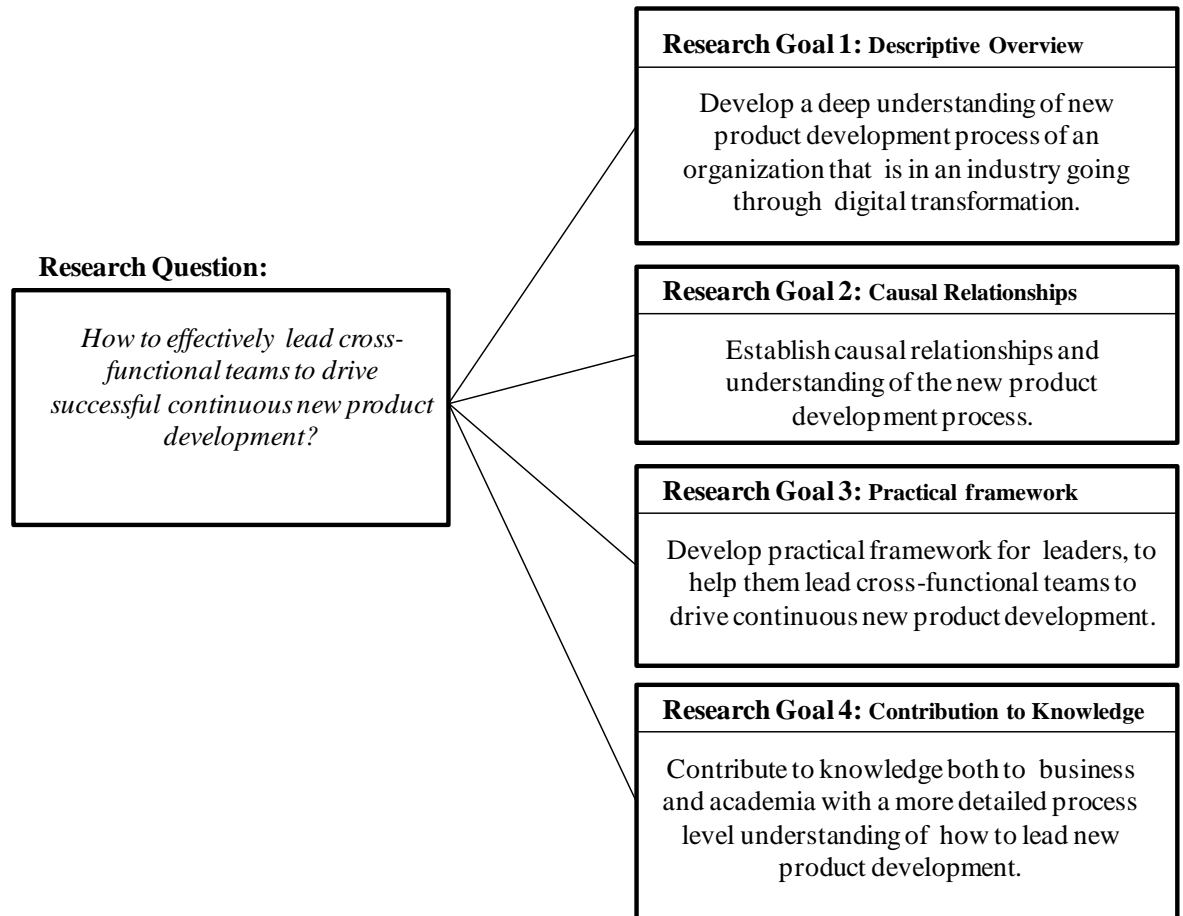 Research Question:
How to effectively lead cross-
functional teams to drive
successful continuous new product
development?
Research Goal 1: Descriptive Overview
Develop a deep understanding of new
product development process of an
organization that is in an industry going
through digital transformation.
Research Goal 2: Causal Relationships
Establish causal relationships and
understanding of the new product
development process.
Research Goal 3: Practical framework
Develop practical framework for leaders, to
help them lead cross-functional teams to
drive continuous new product development.
Research Goal 4: Contribution to Knowledge
Contribute to knowledge both to business
and academia with a more detailed process
level understanding of how to lead new
product development.